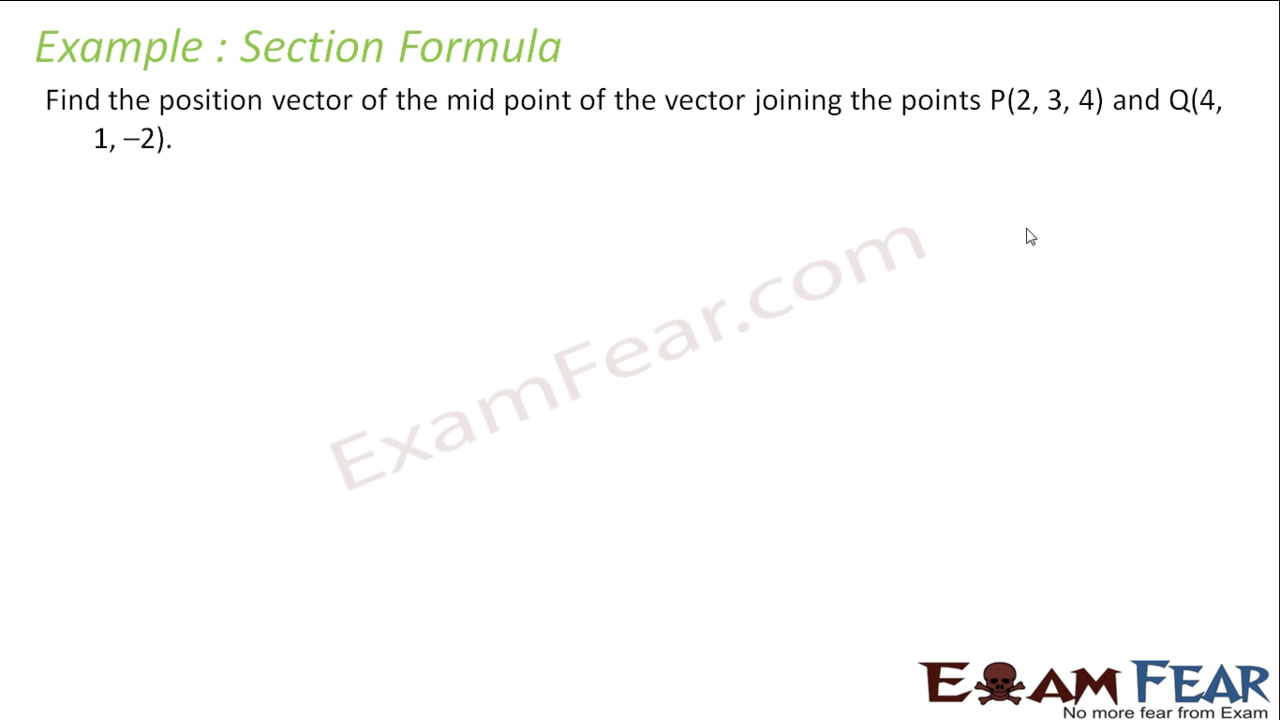 Example : Section Formula
Find the position vector of the mid point of the vector joining the points P(2, 3, 4) and Q(4,
1, –2).
ExamFear.com
EXAM FEAR
No more fear from Exam